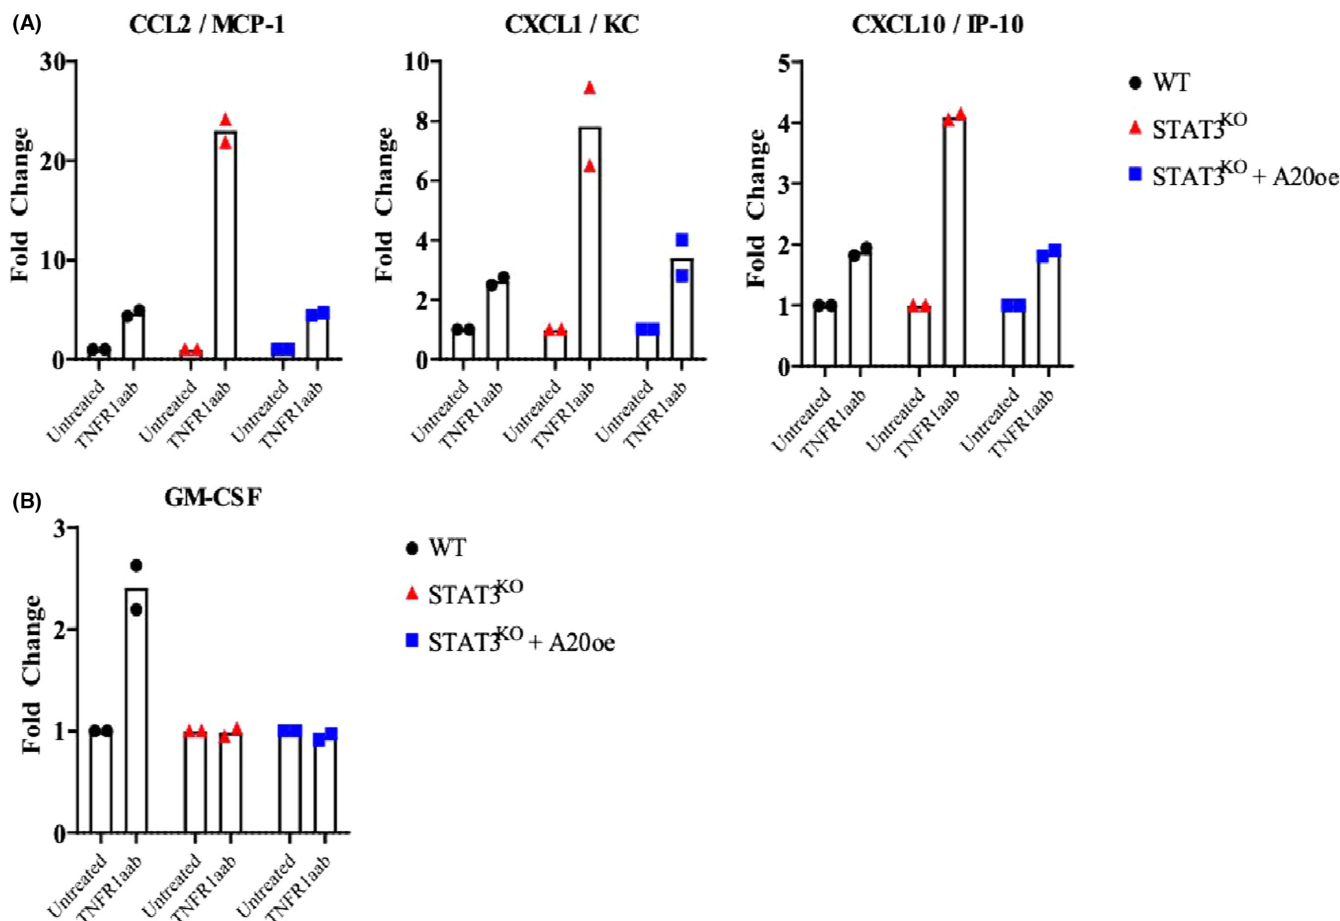 (A)
CCL2 / MCP-1
CXCL1 / KC
CXCL10 / IP-10
30
20
10
0
Fold Change
Untreated
TNFR1aab
Untreated
TNFR1aab
Untreated
TNFR1aab
10
8
6
4
2
0
Fold Change
Untreated
TNFR1aab
Untreated
TNFR1aab
Untreated
TNFR1aab
5
4
3
2
1
0
Fold Change
Untreated
TNFR1aab
Untreated
TNFR1aab
Untreated
TNFR1aab
WT
STAT3KO
STAT3KO + A20oe
(B)
GM-CSF
3
2
1
0
Fold Change
Untreated
TNFR1aab
Untreated
TNFR1aab
Untreated
TNFR1aab
WT
STAT3KO
STAT3KO + A20oe